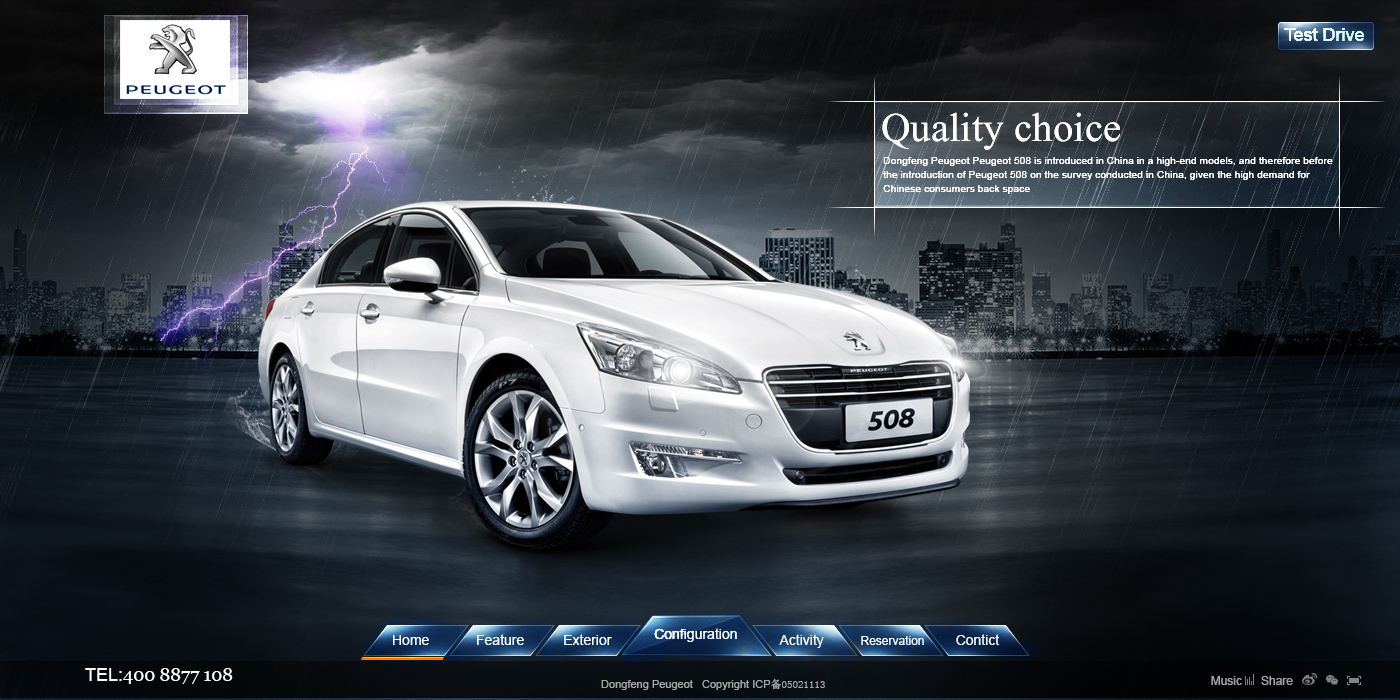 PEUGEOT
Test Drive
Quality choice
Dongfeng Peugeot Peugeot 508 is introduced in China in a high-end models, and therefore before
the introduction of Peugeot 508 on the survey conducted in China, given the high demand for
Chinese consumers back space
PEUGEOT
508
Home Feature Exterior Configuration Activity Reservation Contict
TEL:400 8877 108
Dongfeng Peugeot Copyright ICP备05021113
Music Share